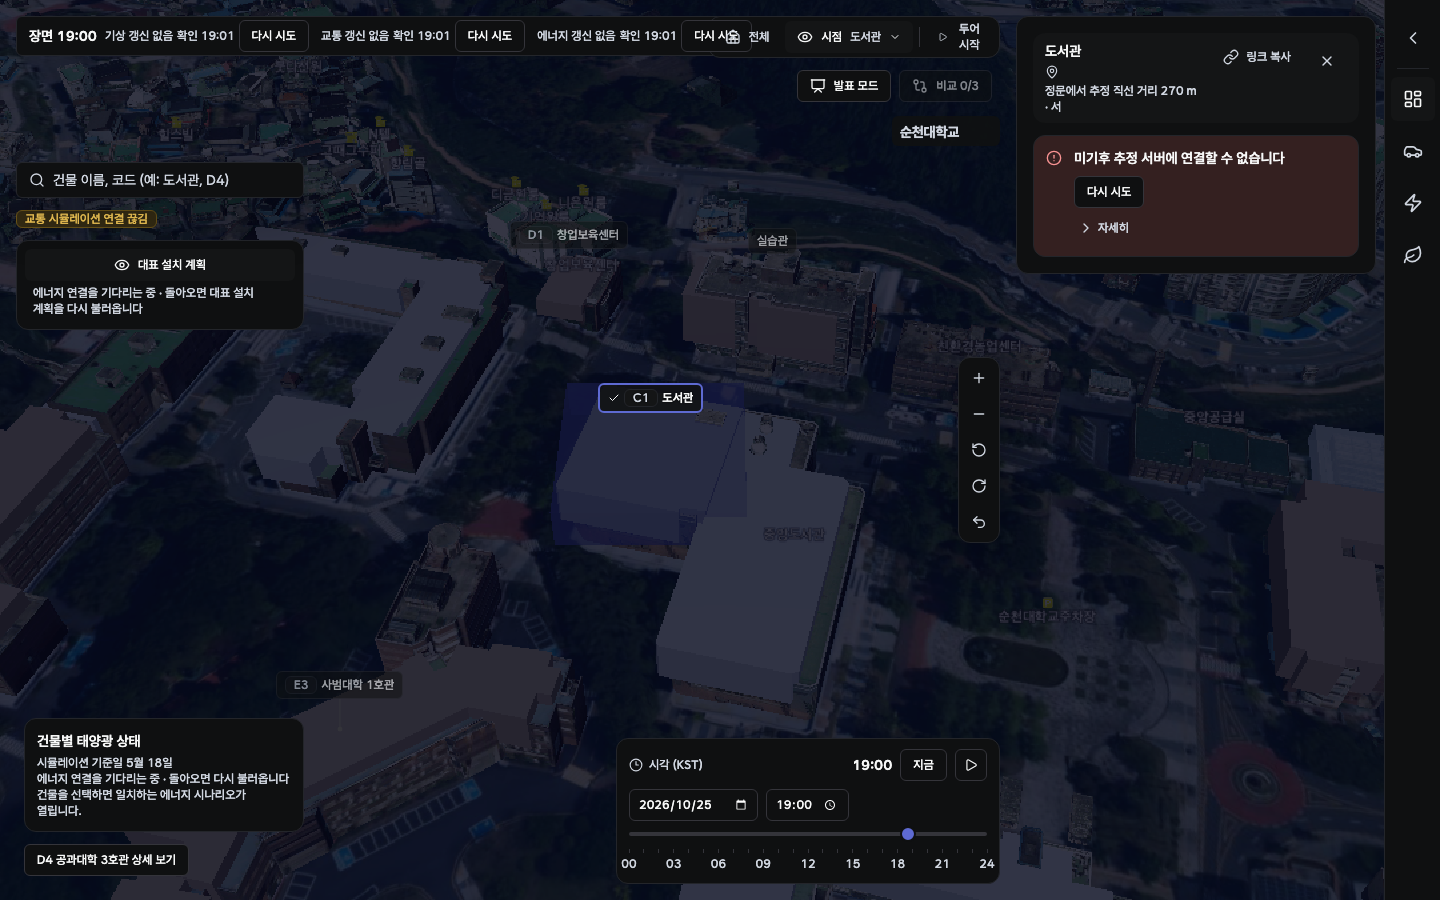 장면 19:00 기상 갱신 없음 확인 19:01 다시 시도 교통 갱신 없음 확인 19:01 다시 시도 에너지 갱신 없음 확인 19:01 다시 시도 전체 시점 도서관 투어 시작
발표 모드 비교 0/3
순천대학교
도서관 링크 복사
정문에서 추정 직선 거리 270 m
· 서
미기후 추정 서버에 연결할 수 없습니다
다시 시도
자세히
건물 이름, 코드 (예: 도서관, D4)
교통 시뮬레이션 연결 끊김
대표 설치 계획
에너지 연결을 기다리는 중 · 돌아오면 대표 설치
계획을 다시 불러옵니다
D1 창업보육센터
실습관
친환경농업센터
C1 도서관
중앙공급실
중앙도서관
순천대학교주차장
E3 사범대학 1호관
건물별 태양광 상태
시뮬레이션 기준일 5월 18일
에너지 연결을 기다리는 중 · 돌아오면 다시 불러옵니다
건물을 선택하면 일치하는 에너지 시나리오가
열립니다.
D4 공과대학 3호관 상세 보기
시각 (KST) 19:00 지금
2026/10/25 19:00
00 03 06 09 12 15 18 21 24